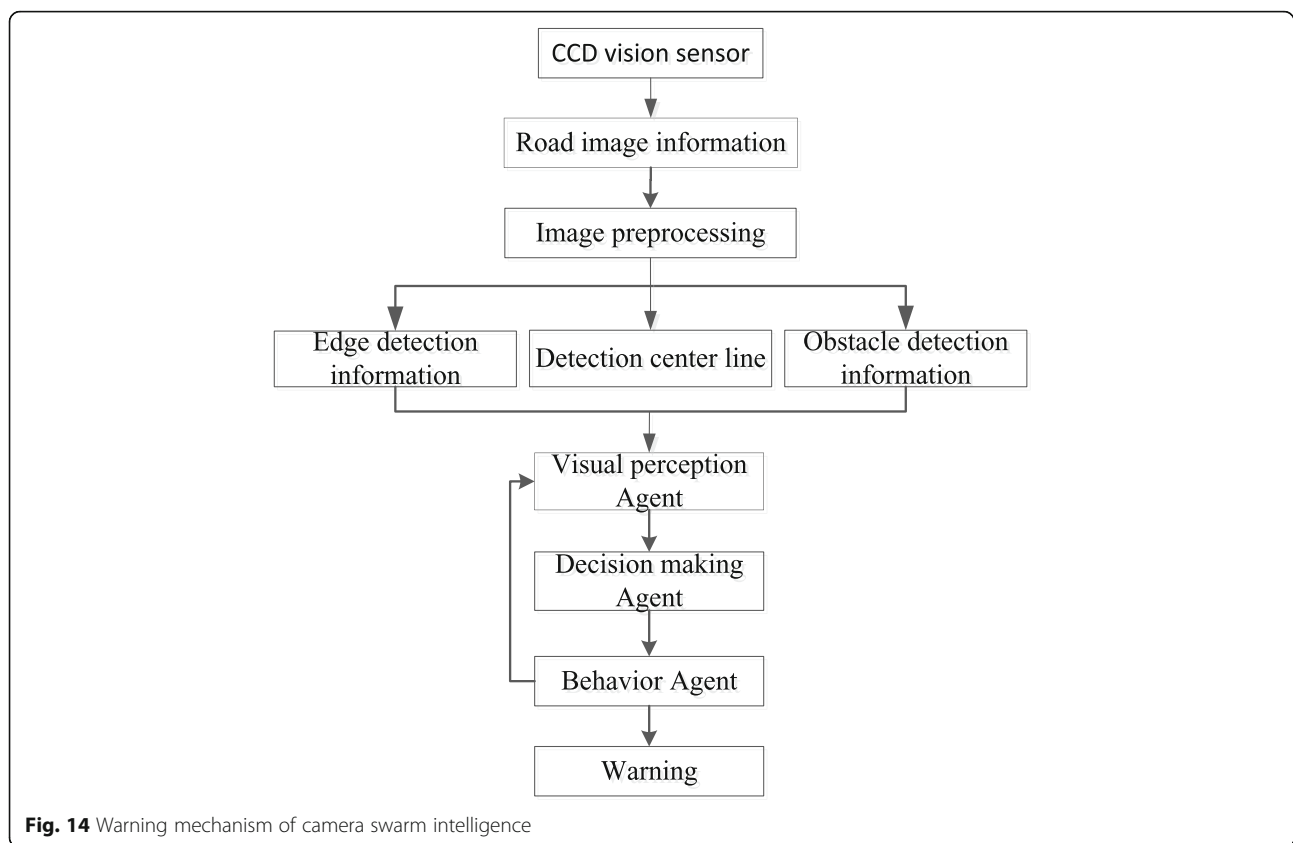 CCD vision sensor
Road image information
Image preprocessing
Edge detection
information
Detection center line
Obstacle detection
information
Visual perception
Agent
Decision making
Agent
Behavior Agent
Warning
Fig. 14 Warning mechanism of camera swarm intelligence